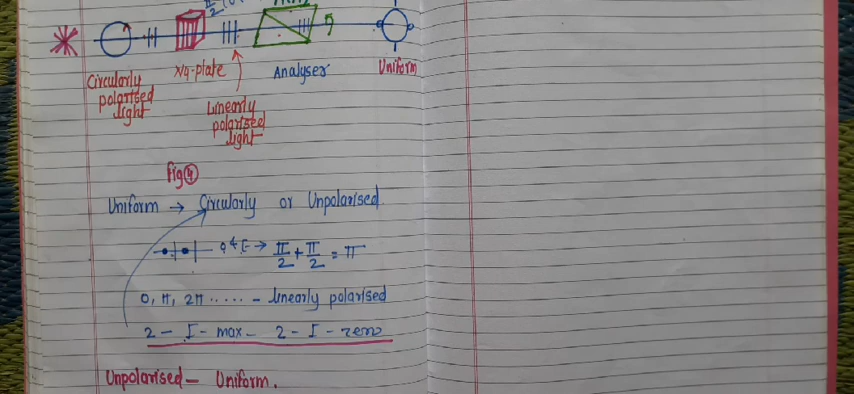 Circularly polarised light
λ/4-plate
Linearly polarised light
Analyser
Uniform
Fig④
Uniform → Circularly or Unpolarised
π/2 + π/2 = π
0, π, 2π ..... - linearly polarised
2 - I - max - 2 - I - zero
Unpolarised - Uniform.